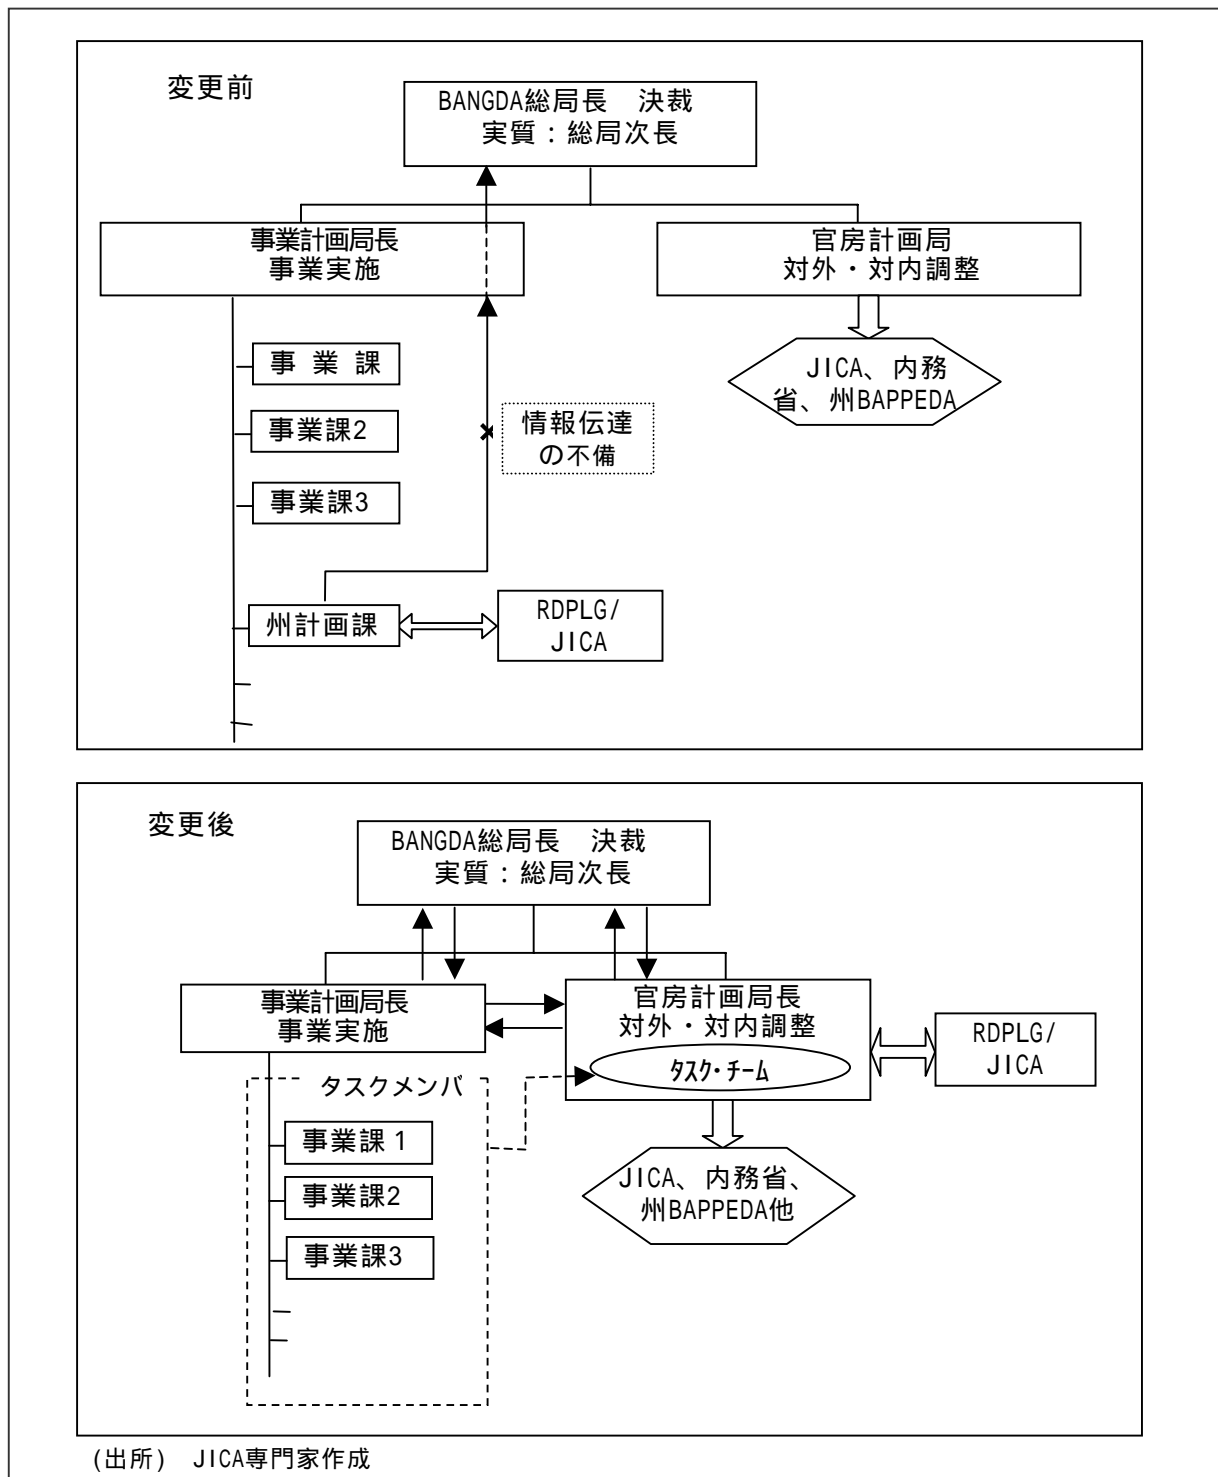 変更前
BANGDA総局長　決裁
実質：総局次長
事業計画局長
事業実施
官房計画局
対外・対内調整
事 業 課
事業課2
事業課3
情報伝達
の不備
JICA、内務
省、州BAPPEDA
州計画課
RDPLG/
JICA
変更後
BANGDA総局長　決裁
実質：総局次長
事業計画局長
事業実施
官房計画局長
対外・対内調整
タスク・チーム
RDPLG/
JICA
タスクメンバ
事業課 1
事業課2
事業課3
JICA、内務省、
州BAPPEDA他
(出所)　JICA専門家作成